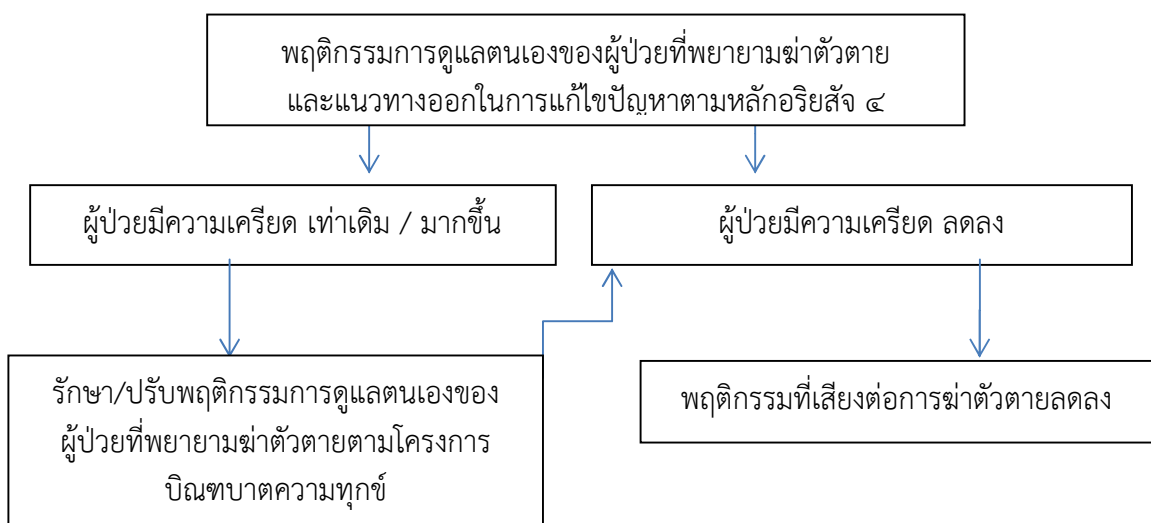 พฤติกรรมการดูแลตนเองของผู้ป่วยที่พยายามฆ่าตัวตาย
และแนวทางออกในการแก้ไขปัญหาตามหลักอริยสัจ ๔
ผู้ป่วยมีความเครียด เท่าเดิม / มากขึ้น
ผู้ป่วยมีความเครียด ลดลง
รักษา/ปรับพฤติกรรมการดูแลตนเองของ
ผู้ป่วยที่พยายามฆ่าตัวตายตามโครงการ
บิณฑบาตความทุกข์
พฤติกรรมที่เสียงต่อการฆ่าตัวตายลดลง